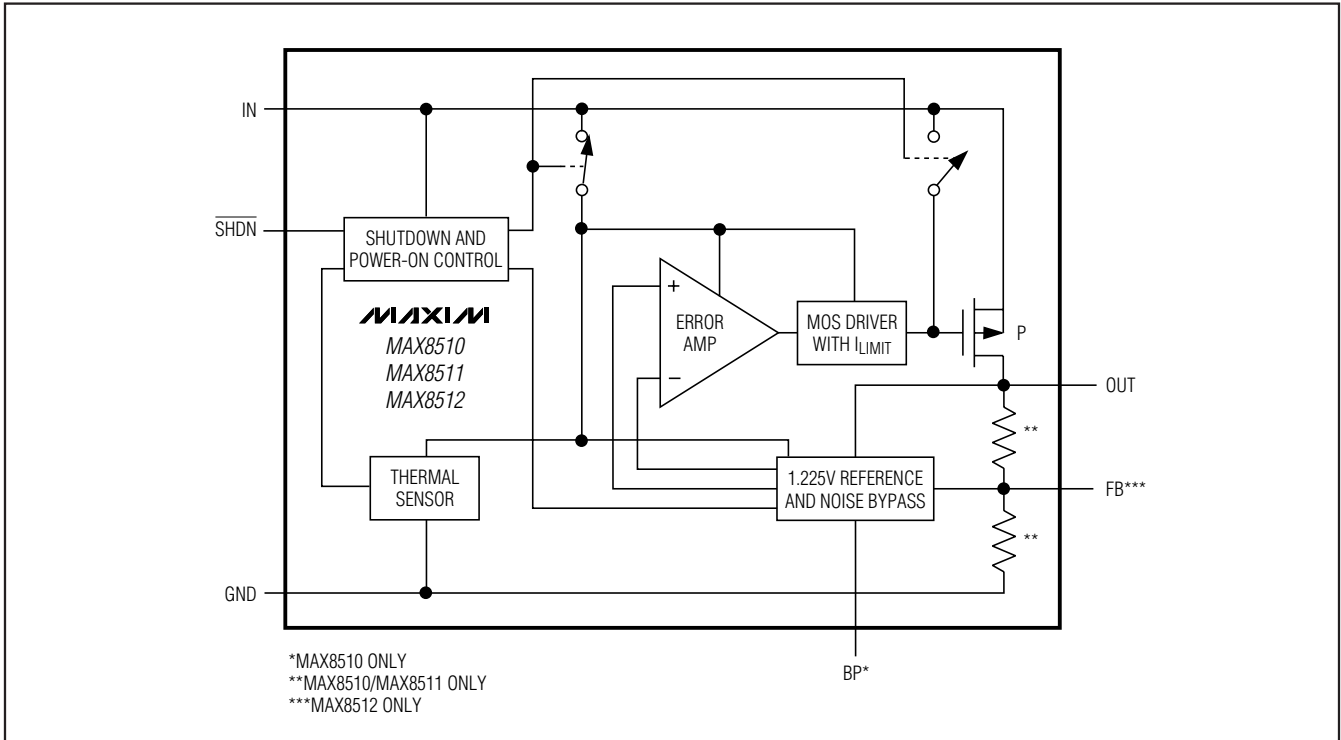 IN
SHDN
SHUTDOWN AND
POWER-ON CONTROL
MAXIM
MAX8510
MAX8511
MAX8512
+
ERROR
AMP
−
MOS DRIVER
WITH ILIMIT
P
OUT
**
THERMAL
SENSOR
1.225V REFERENCE
AND NOISE BYPASS
FB***
**
GND
BP*
*MAX8510 ONLY
**MAX8510/MAX8511 ONLY
***MAX8512 ONLY